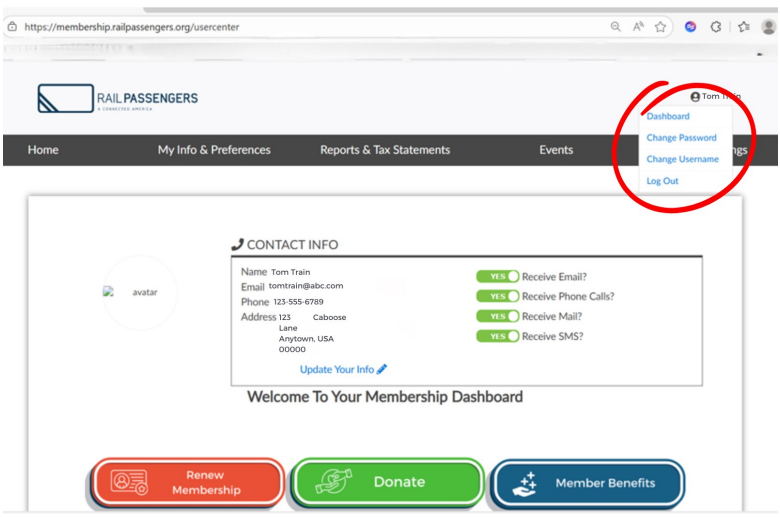 https://membership.railpassengers.org/usercenter
RAIL PASSENGERS
A CONNECTED AMERICA
Tom Train
Dashboard
Change Password
Change Username
Log Out
Home My Info & Preferences Reports & Tax Statements Events
CONTACT INFO
avatar
Name Tom Train
Email tomtrain@abc.com
Phone 123-555-6789
Address 123 Caboose
Lane
Anytown, USA
00000
YES Receive Email?
YES Receive Phone Calls?
YES Receive Mail?
YES Receive SMS?
Update Your Info
Welcome To Your Membership Dashboard
Renew
Membership
Donate
Member Benefits